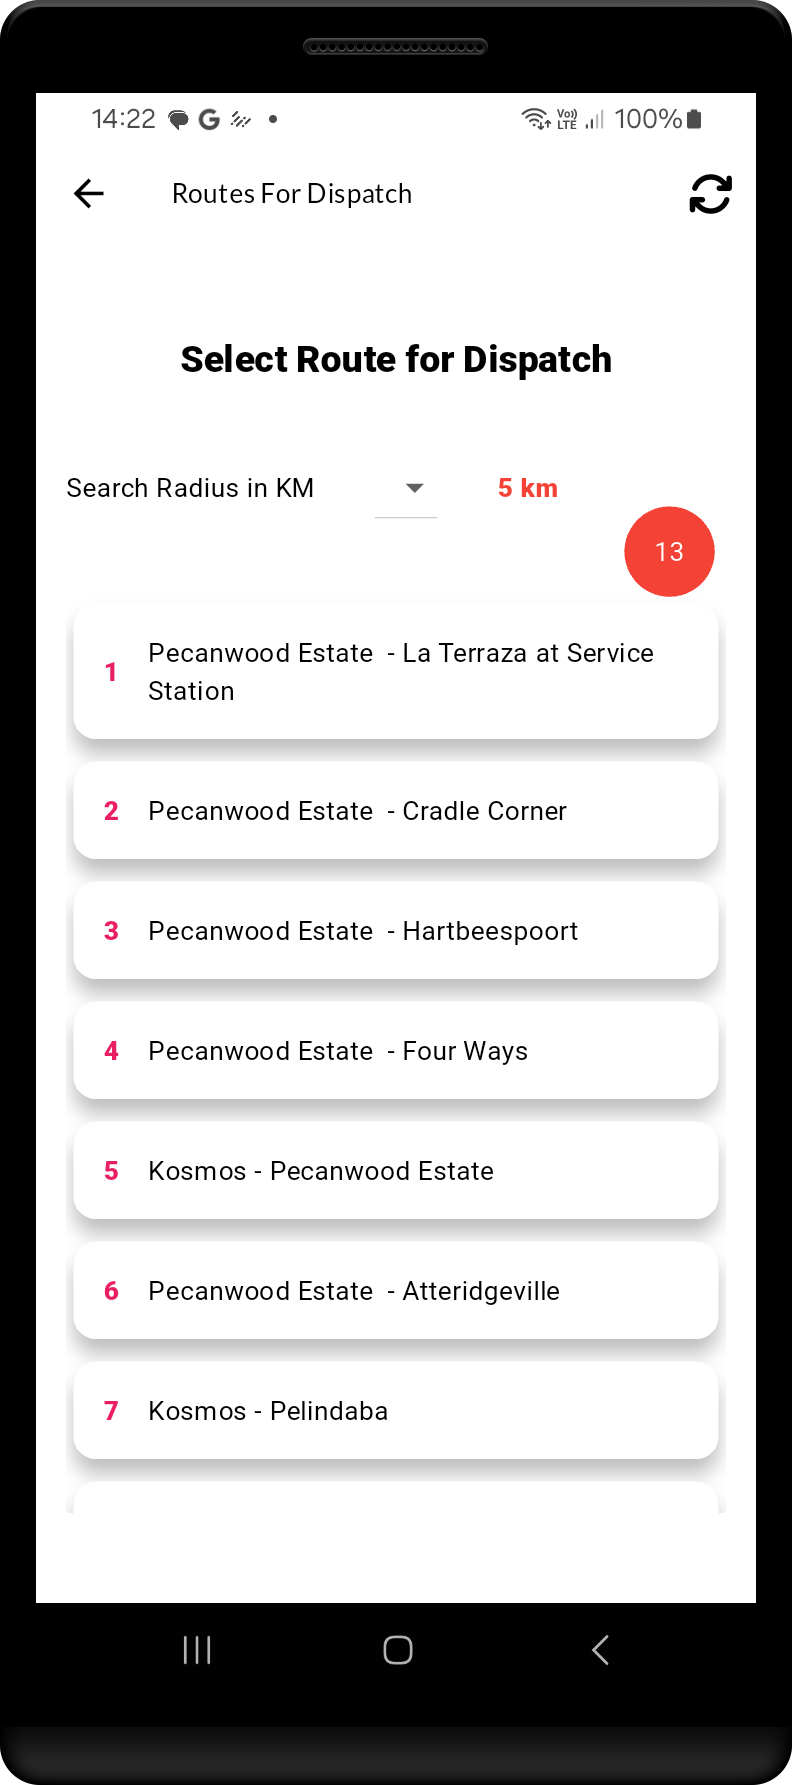 14:22 G Vo)) LTE 100%
Routes For Dispatch
Select Route for Dispatch
Search Radius in KM 5 km
13
1 Pecanwood Estate  - La Terraza at Service
Station
2 Pecanwood Estate  - Cradle Corner
3 Pecanwood Estate  - Hartbeespoort
4 Pecanwood Estate  - Four Ways
5 Kosmos - Pecanwood Estate
6 Pecanwood Estate  - Atteridgeville
7 Kosmos - Pelindaba